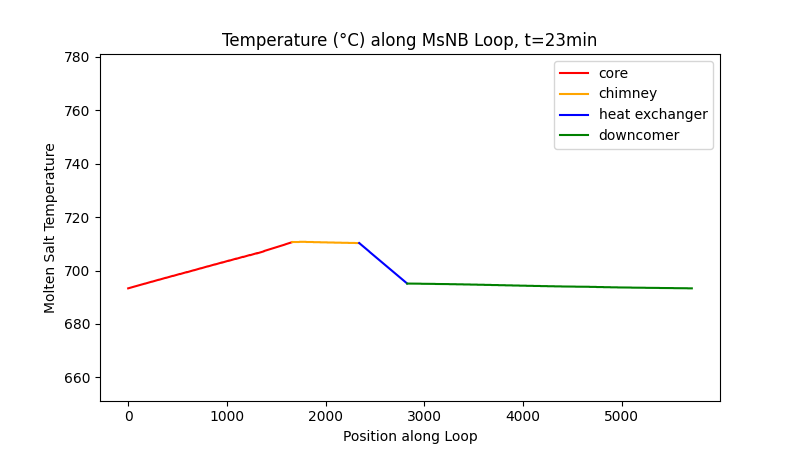 Temperature (°C) along MsNB Loop, t=23min
core
chimney
heat exchanger
downcomer
Molten Salt Temperature
780
760
740
720
700
680
660
0 1000 2000 3000 4000 5000
Position along Loop